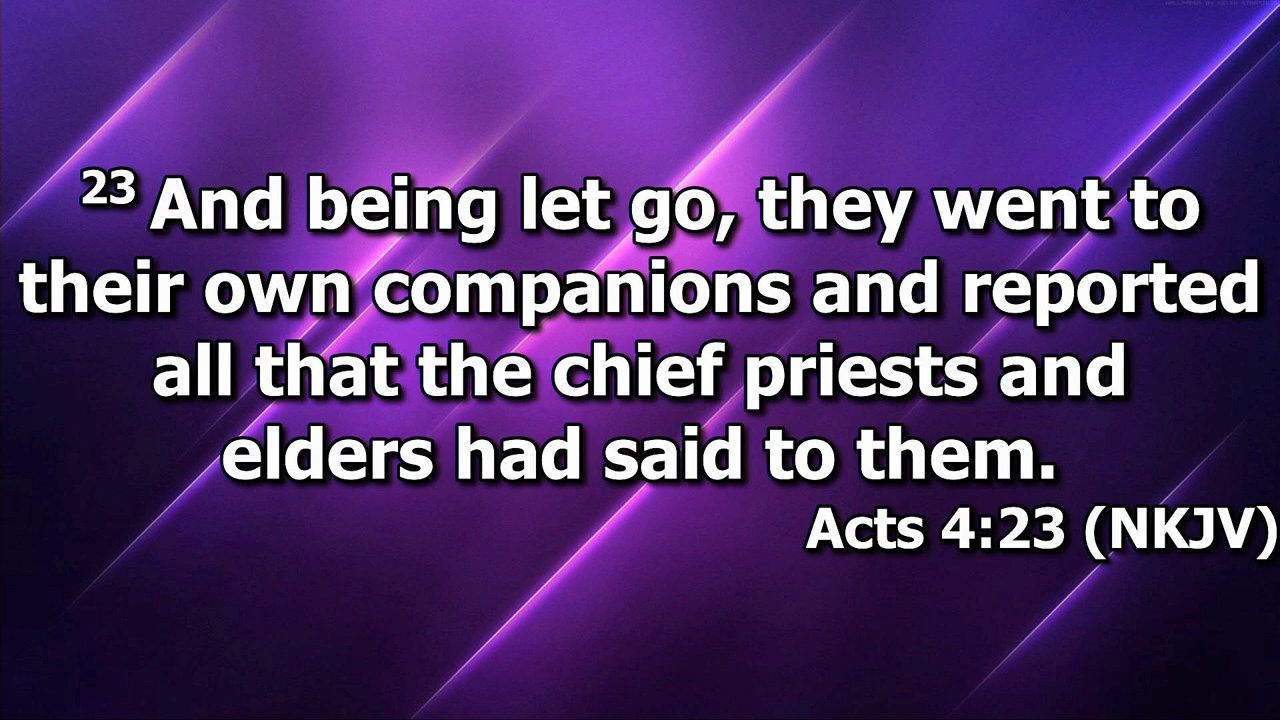 23 And being let go, they went to
their own companions and reported
all that the chief priests and
elders had said to them.
Acts 4:23 (NKJV)